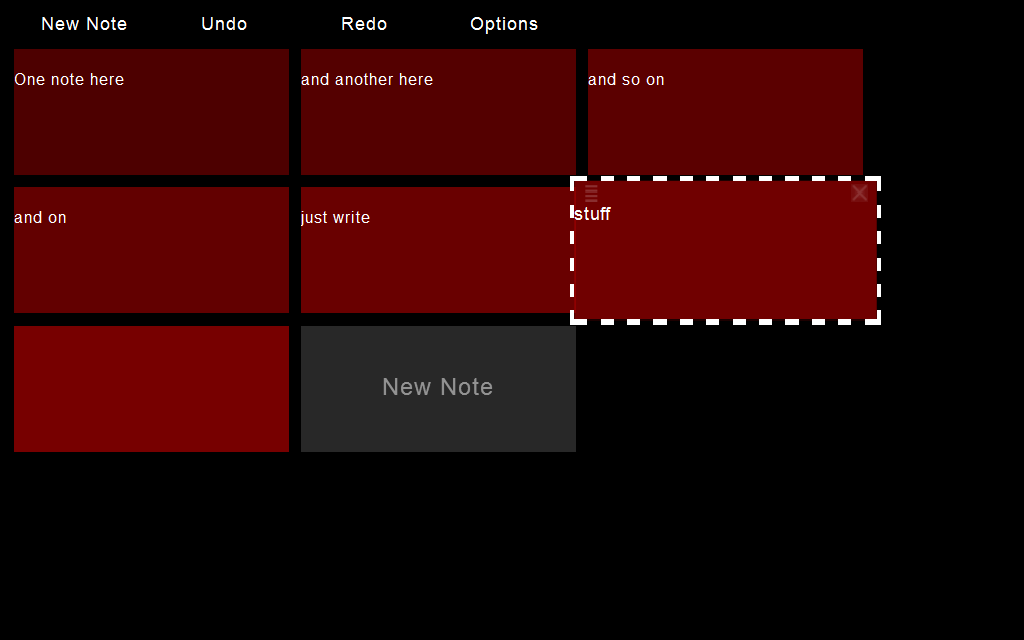 New Note Undo Redo Options
One note here
and another here
and so on
and on
just write
stuff
New Note